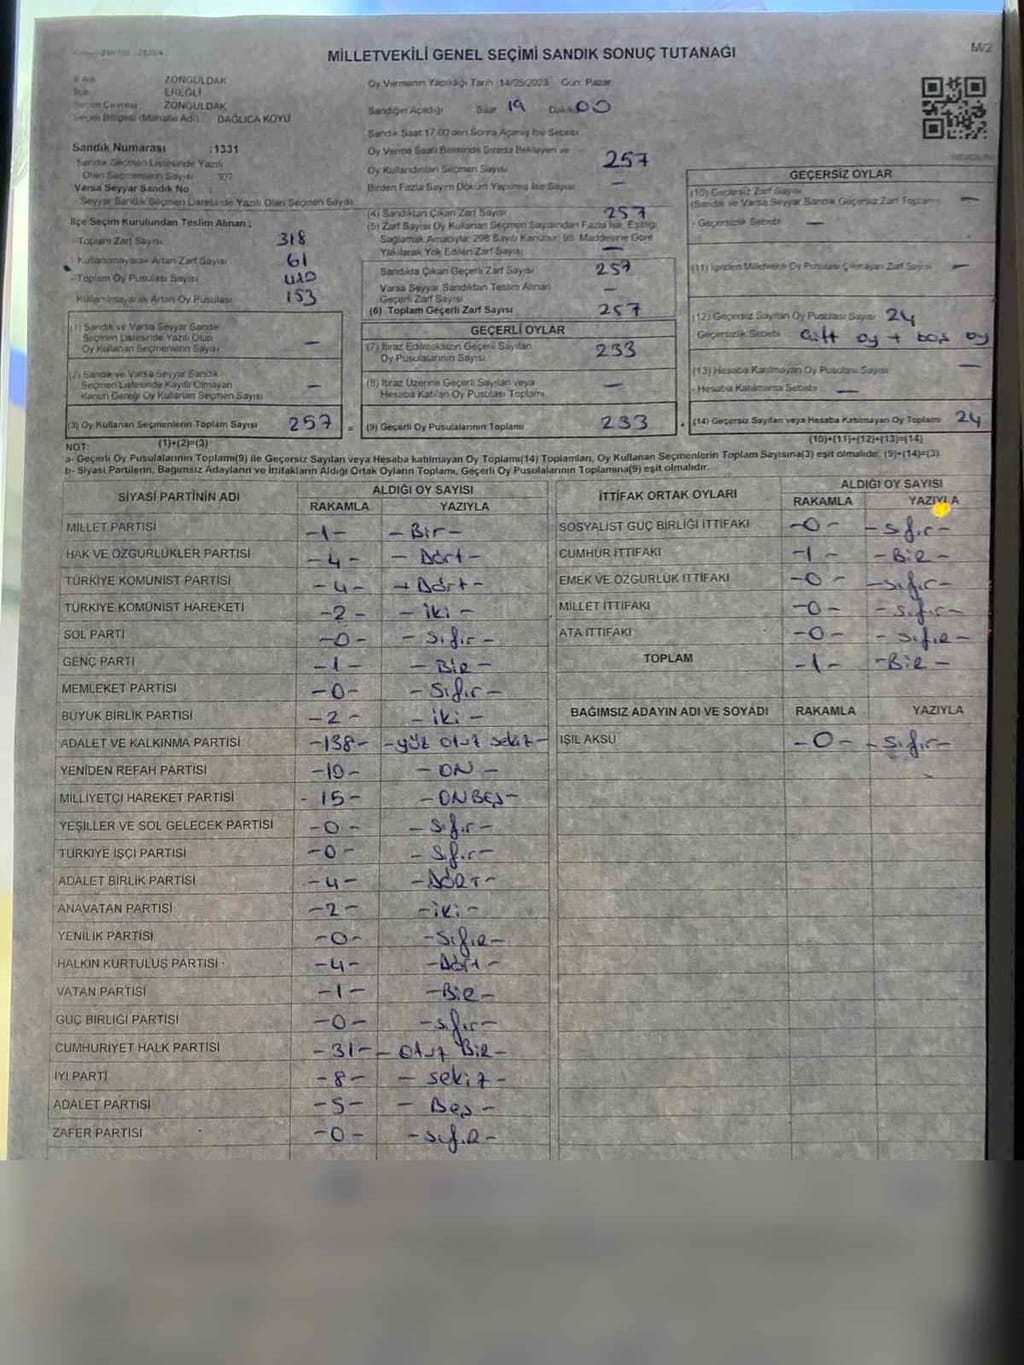 MİLLETVEKİLİ GENEL SEÇİMİ SANDIK SONUÇ TUTANAĞI
M/2
ZONGULDAK
EREĞLİ
ZONGULDAK
DAĞLICA KÖYÜ
Sandık Numarası :1331
Sandık Seçmen Listesinde Yazılı
Olan Seçmenlerin Sayısı 307
Varsa Seyyar Sandık No
Seyyar Sandık Seçmen Listesinde Yazılı Olan Seçmen Sayısı
İlçe Seçim Kurulundan Teslim Alınan ;
- Toplam Zarf Sayısı 318
- Kullanılmayarak Artan Zarf Sayısı 61
- Toplam Oy Pusulası Sayısı 410
Kullanılmayarak Artan Oy Pusulası 153
(1) Sandık ve Varsa Seyyar Sandık
Seçmen Listesinde Yazılı Olup
Oy Kullanan Seçmenlerin Sayısı —
(2) Sandık ve Varsa Seyyar Sandık
Seçmen Listesinde Kayıtlı Olmayan
Kanun Gereği Oy Kullanan Seçmen Sayısı —
(3) Oy Kullanan Seçmenlerin Toplam Sayısı 257
(1)+(2)=(3)
Oy Vermenin Yapıldığı Tarih 14/05/2023 Gün: Pazar
Sandığın Açıldığı Saat 19 Dakika 00
Sandık Saat 17.00'den Sonra Açılmış İse Sebebi
Oy Verme Saati Bitiminde Sırada Bekleyen ve
Oy Kullandırılan Seçmen Sayısı 257
Birden Fazla Sayım Döküm Yapılmış İse Sayısı —
(4) Sandıktan Çıkan Zarf Sayısı 257
(5) Zarf Sayısı Oy Kullanan Seçmen Sayısından Fazla İse, Eşitliği
Sağlamak Amacıyla; 298 Sayılı Kanunun 98. Maddesine Göre
Yakılarak Yok Edilen Zarf Sayısı —
Sandıkta Çıkan Geçerli Zarf Sayısı 257
Varsa Seyyar Sandıktan Teslim Alınan
Geçerli Zarf Sayısı —
(6) Toplam Geçerli Zarf Sayısı 257
GEÇERLİ OYLAR
(7) İtiraz Edilmeksizin Geçerli Sayılan
Oy Pusulalarının Sayısı 233
(8) İtiraz Üzerine Geçerli Sayılan veya
Hesaba Katılan Oy Pusulası Toplamı —
= (9) Geçerli Oy Pusulalarının Toplamı 233
GEÇERSİZ OYLAR
(10) Geçersiz Zarf Sayısı
(Sandık ve Varsa Seyyar Sandık Geçersiz Zarf Toplamı) —
- Geçersizlik Sebebi —
(11) İçinden Milletvekili Oy Pusulası Çıkmayan Zarf Sayısı —
(12) Geçersiz Sayılan Oy Pusulası Sayısı 24
Geçersizlik Sebebi Çift oy + boş oy
(13) Hesaba Katılmayan Oy Pusulası Sayısı —
- Hesaba Katılmama Sebebi —
+ (14) Geçersiz Sayılan veya Hesaba Katılmayan Oy Toplamı 24
(10)+(11)+(12)+(13)=(14)
NOT:
a- Geçerli Oy Pusulalarının Toplamı(9) ile Geçersiz Sayılan veya Hesaba katılmayan Oy Toplamı(14) Toplamları, Oy Kullanan Seçmenlerin Toplam Sayısına(3) eşit olmalıdır. (9)+(14)=(3)
b- Siyasi Partilerin, Bağımsız Adayların ve İttifakların Aldığı Ortak Oyların Toplamı, Geçerli Oy Pusulalarının Toplamına(9) eşit olmalıdır.
SİYASİ PARTİNİN ADI ALDIĞI OY SAYISI
RAKAMLA YAZIYLA
MİLLET PARTİSİ -1- -Bir-
HAK VE ÖZGÜRLÜKLER PARTİSİ -4- -Dört-
TÜRKİYE KOMÜNİST PARTİSİ -4- -Dört-
TÜRKİYE KOMÜNİST HAREKETİ -2- -iki-
SOL PARTİ -0- -Sıfır-
GENÇ PARTİ -1- -Bir-
MEMLEKET PARTİSİ -0- -Sıfır-
BÜYÜK BİRLİK PARTİSİ -2- -iki-
ADALET VE KALKINMA PARTİSİ -138- -yüz otuz sekiz-
YENİDEN REFAH PARTİSİ -10- -ON-
MİLLİYETÇİ HAREKET PARTİSİ -15- -ONBEŞ-
YEŞİLLER VE SOL GELECEK PARTİSİ -0- -Sıfır-
TÜRKİYE İŞÇİ PARTİSİ -0- -Sıfır-
ADALET BİRLİK PARTİSİ -4- -DÖRT-
ANAVATAN PARTİSİ -2- -iki-
YENİLİK PARTİSİ -0- -Sıfır-
HALKIN KURTULUŞ PARTİSİ -4- -Dört-
VATAN PARTİSİ -1- -Bir-
GÜÇ BİRLİĞİ PARTİSİ -0- -sıfır-
CUMHURİYET HALK PARTİSİ -31- -Otuz Bir-
İYİ PARTİ -8- -sekiz-
ADALET PARTİSİ -5- -Beş-
ZAFER PARTİSİ -0- -sıfır-
İTTİFAK ORTAK OYLARI ALDIĞI OY SAYISI
RAKAMLA YAZIYLA
SOSYALİST GÜÇ BİRLİĞİ İTTİFAKI -0- -sıfır-
CUMHUR İTTİFAKI -1- -Bir-
EMEK VE ÖZGÜRLÜK İTTİFAKI -0- -sıfır-
MİLLET İTTİFAKI -0- -sıfır-
ATA İTTİFAKI -0- -sıfır-
TOPLAM -1- -Bir-
BAĞIMSIZ ADAYIN ADI VE SOYADI RAKAMLA YAZIYLA
IŞIL AKSU -0- -sıfır-